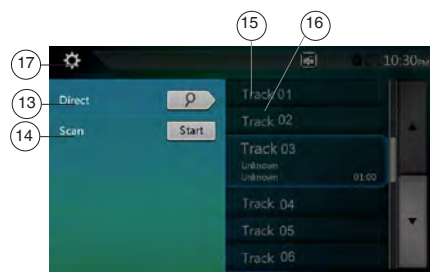 15
16
17
10:30PM
13
Direct
Track 01
14
Scan
Start
Track 02
Track 03
Unknown
Unknown
01:00
Track 04
Track 05
Track 06